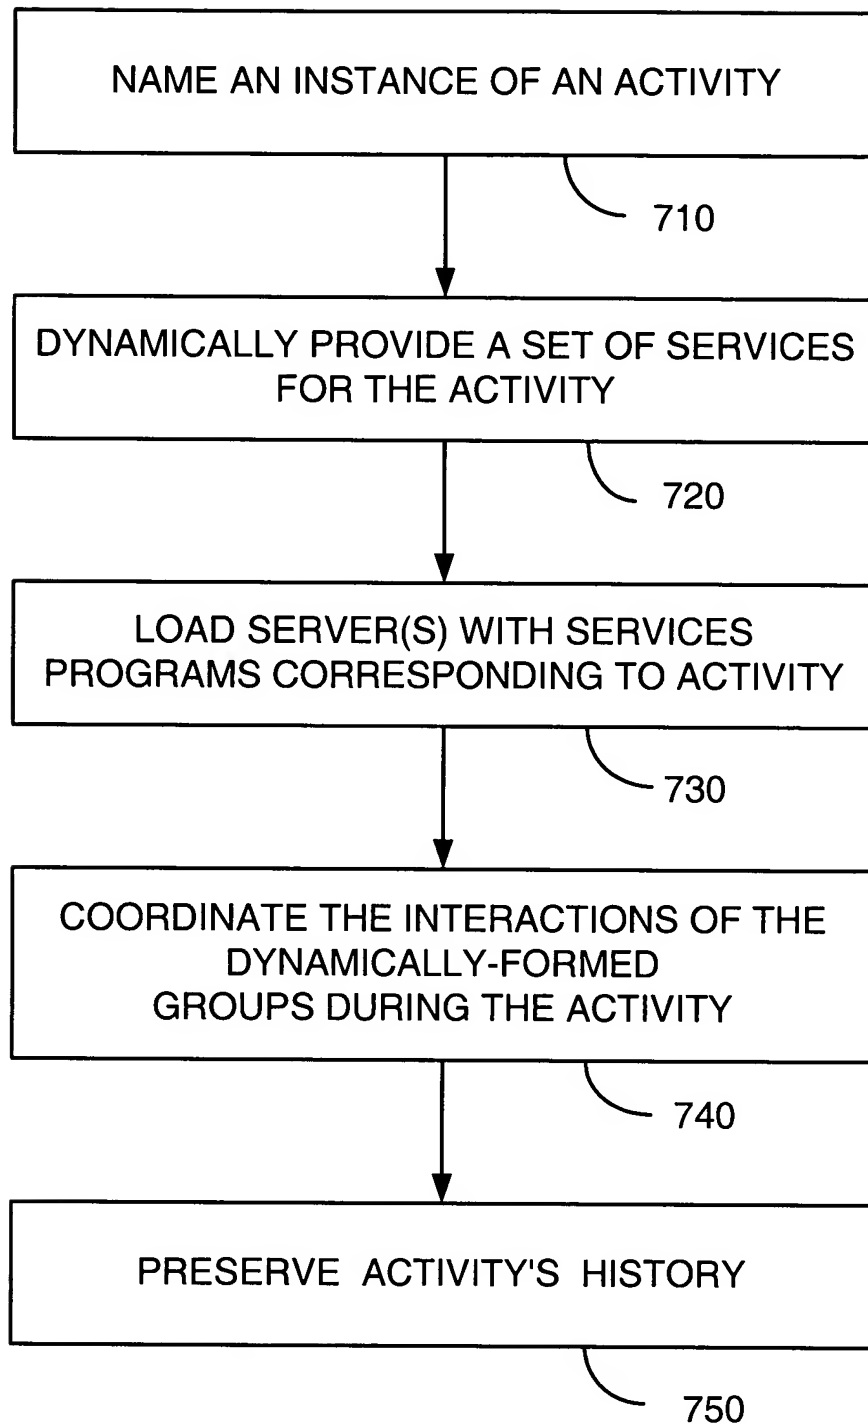 NAME AN INSTANCE OF AN ACTIVITY
710
DYNAMICALLY PROVIDE A SET OF SERVICES
FOR THE ACTIVITY
720
LOAD SERVER(S) WITH SERVICES
PROGRAMS CORRESPONDING TO ACTIVITY
730
COORDINATE THE INTERACTIONS OF THE
DYNAMICALLY-FORMED
GROUPS DURING THE ACTIVITY
740
PRESERVE ACTIVITY'S HISTORY
750